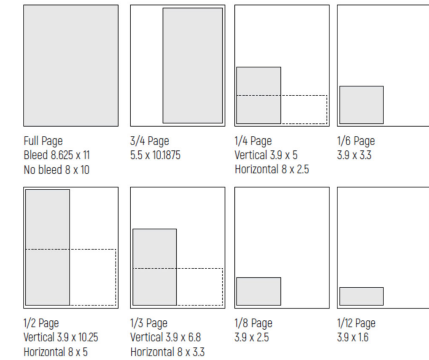 Full Page
Bleed 8.625 x 11
No bleed 8 x 10
3/4 Page
5.5 x 10.1875
1/4 Page
Vertical 3.9 x 5
Horizontal 8 x 2.5
1/6 Page
3.9 x 3.3
1/2 Page
Vertical 3.9 x 10.25
Horizontal 8 x 5
1/3 Page
Vertical 3.9 x 6.8
Horizontal 8 x 3.3
1/8 Page
3.9 x 2.5
1/12 Page
3.9 x 1.6